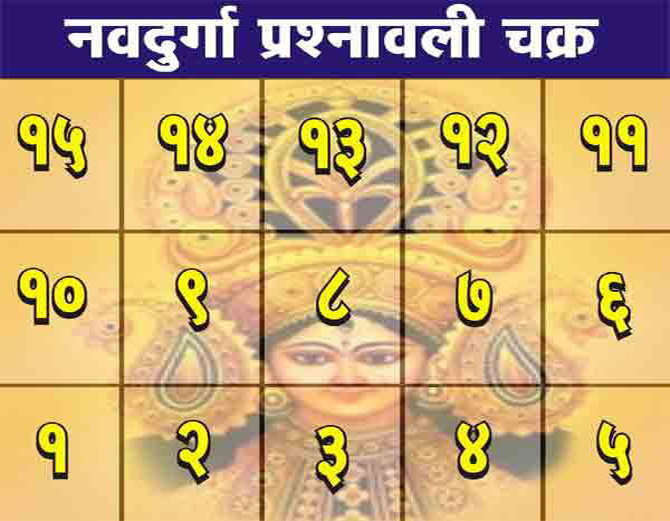 नवदुर्गा प्रश्नावली चक्र
१५ १४ १३ १२ ११
१० ९ ८ ७ ६
१ २ ३ ४ ५